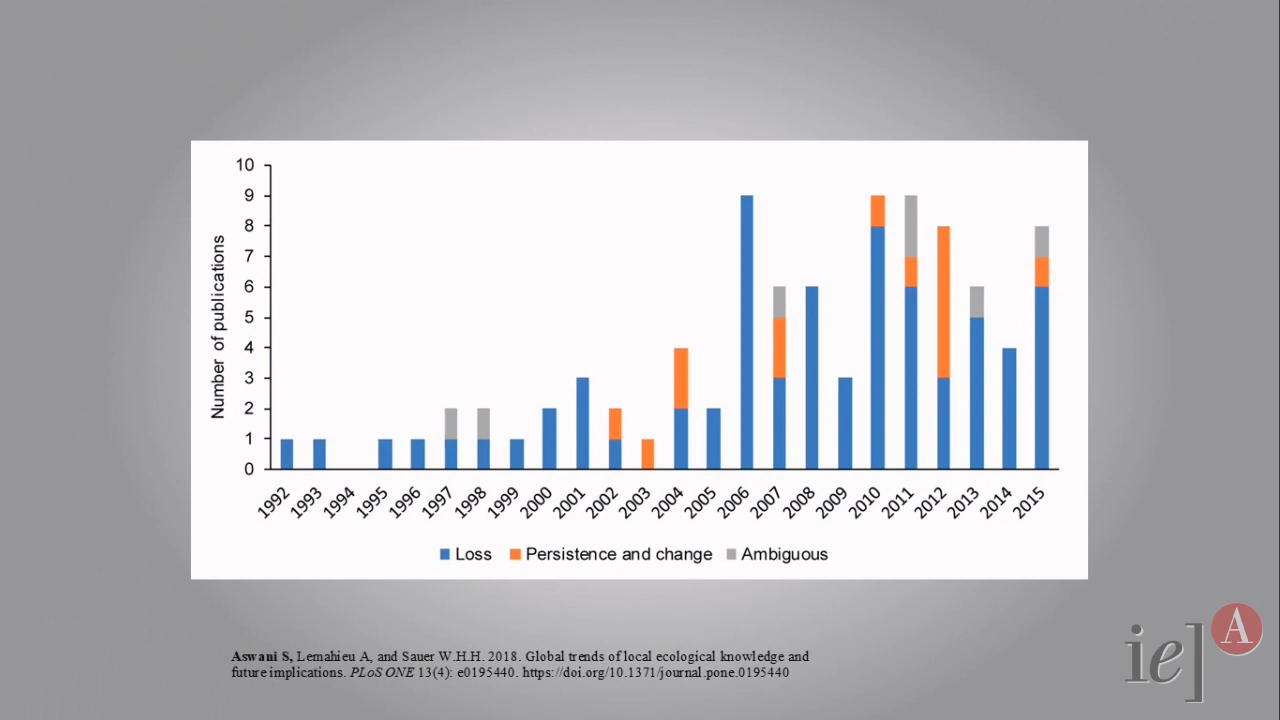 10
9
8
7
6
5
4
3
2
1
0
Number of publications
1992 1993 1994 1995 1996 1997 1998 1999 2000 2001 2002 2003 2004 2005 2006 2007 2008 2009 2010 2011 2012 2013 2014 2015
Loss Persistence and change Ambiguous
Aswani S, Lemahieu A, and Sauer W.H.H. 2018. Global trends of local ecological knowledge and
future implications. PLoS ONE 13(4): e0195440. https://doi.org/10.1371/journal.pone.0195440
ie] A